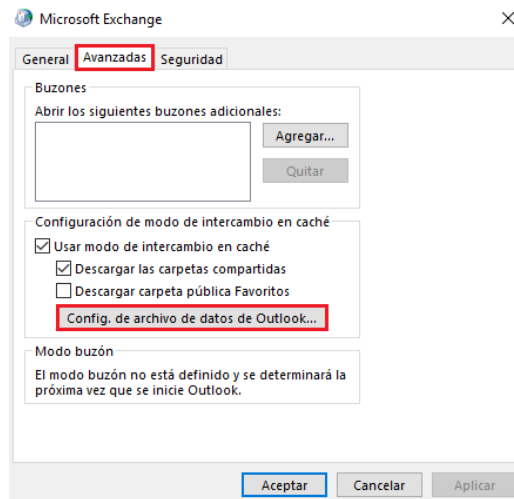 Microsoft Exchange
General Avanzadas Seguridad
Buzones
Abrir los siguientes buzones adicionales:
Agregar...
Quitar
Configuración de modo de intercambio en caché
Usar modo de intercambio en caché
Descargar las carpetas compartidas
Descargar carpeta pública Favoritos
Config. de archivo de datos de Outlook...
Modo buzón
El modo buzón no está definido y se determinará la
próxima vez que se inicie Outlook.
Aceptar Cancelar Aplicar